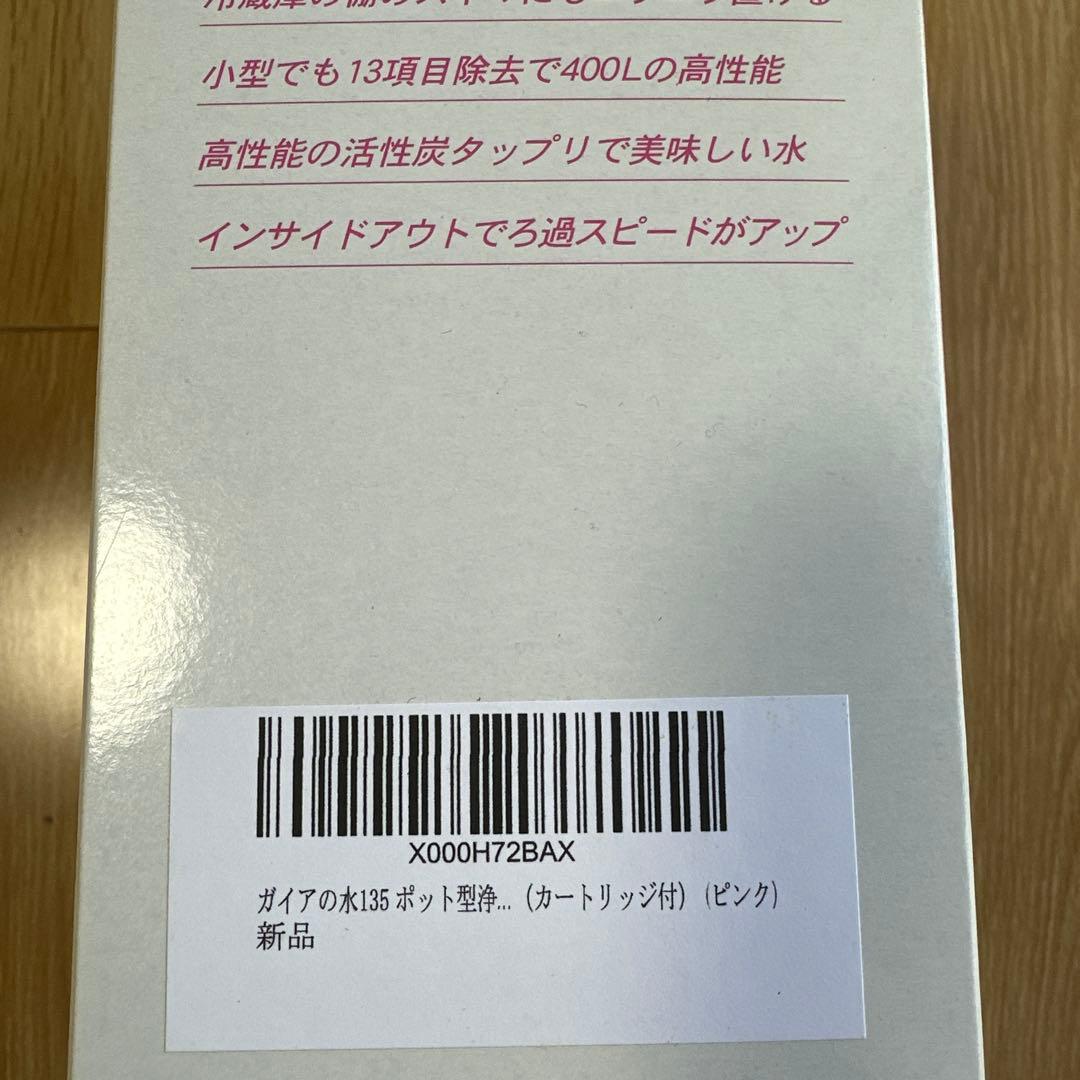 小型でも13項目除去で400Lの高性能
高性能の活性炭タップリで美味しい水
インサイドアウトでろ過スピードがアップ
X000H72BAX
ガイアの水135 ポット型浄...（カートリッジ付）（ピンク）
新品